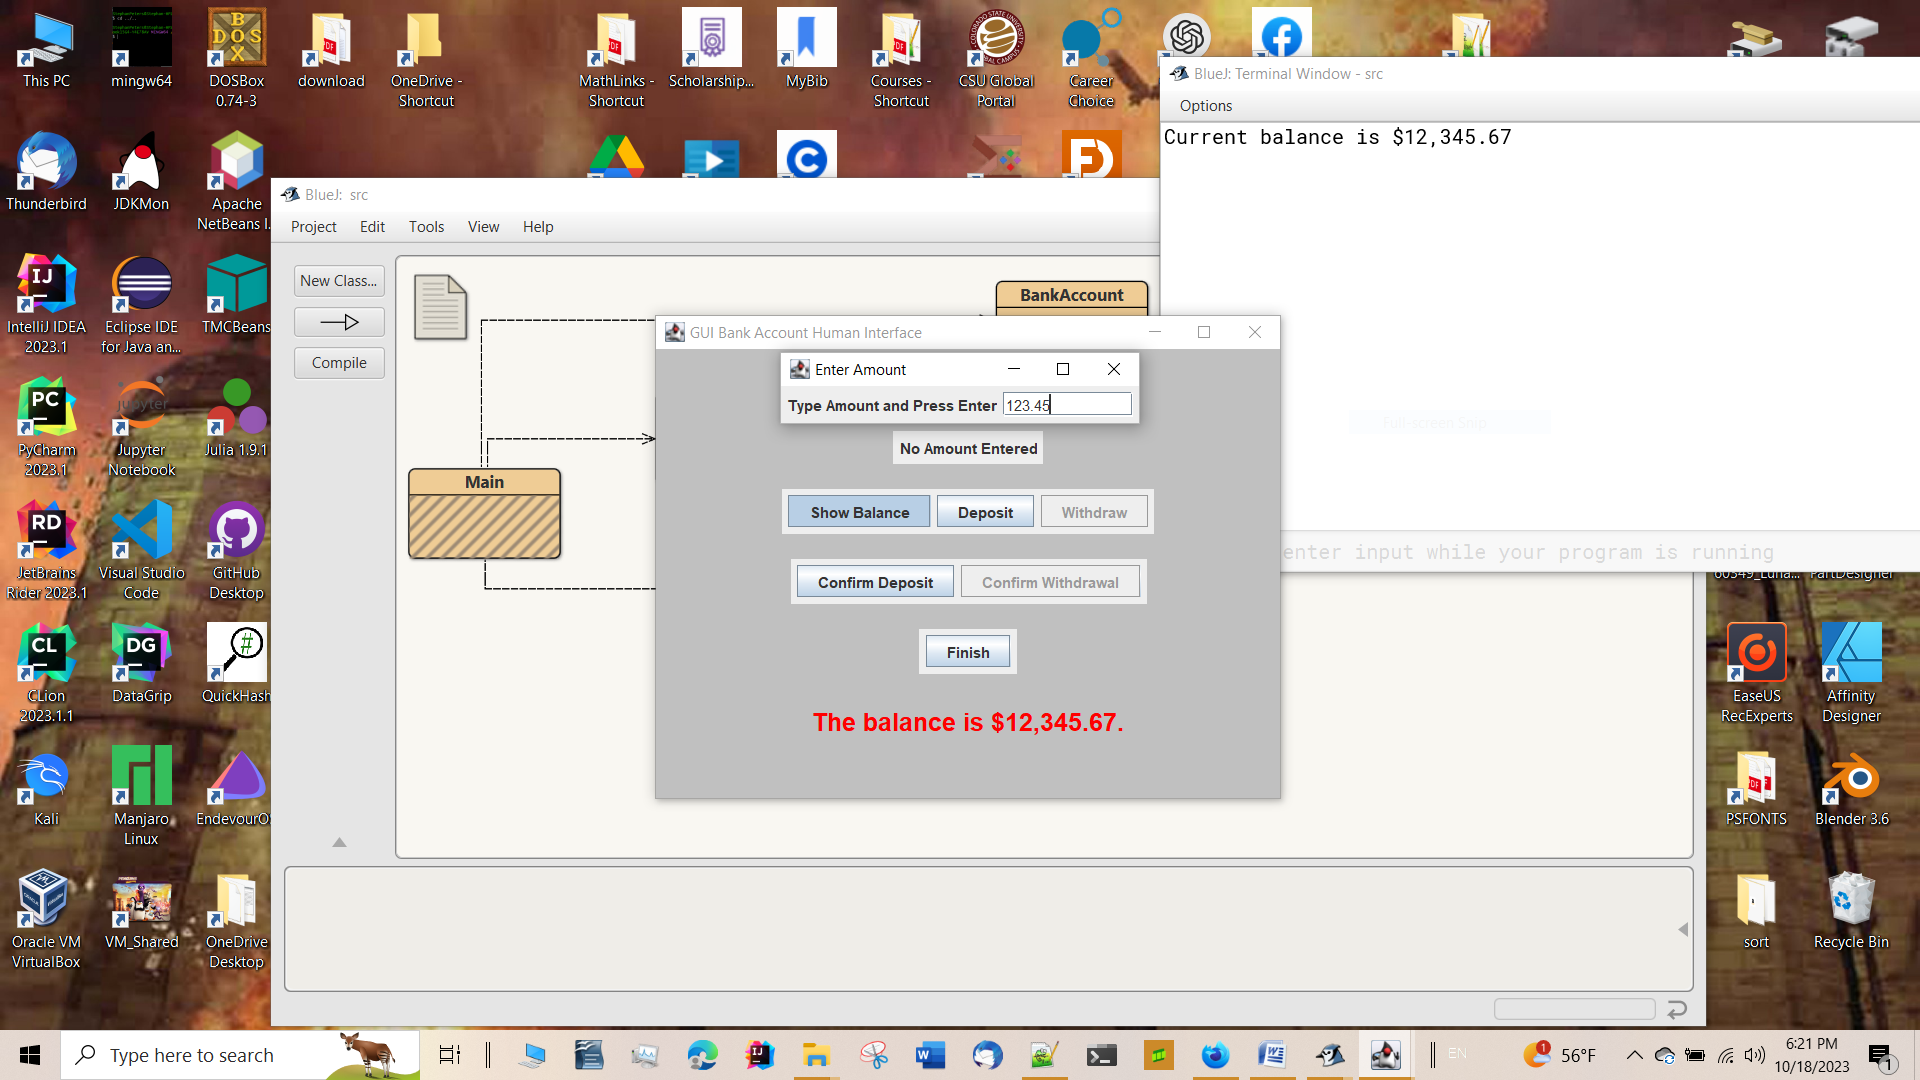 This PC
mingw64
DOSBox
0.74-3
download
OneDrive -
Shortcut
MathLinks -
Shortcut
Scholarship...
MyBib
Courses -
Shortcut
CSU Global
Portal
Career
Choice
BlueJ: Terminal Window - src
Options
Current balance is $12,345.67
Thunderbird
JDKMon
Apache
NetBeans I.
BlueJ: src
Project
Edit
Tools
View
Help
New Class...
Compile
BankAccount
Main
IntelliJ IDEA
2023.1
Eclipse IDE
for Java an...
TMCBeans
GUI Bank Account Human Interface
Enter Amount
Type Amount and Press Enter
123.45
No Amount Entered
Show Balance
Deposit
Withdraw
Confirm Deposit
Confirm Withdrawal
Finish
The balance is $12,345.67.
Full-screen Snip
enter input while your program is running
PyCharm
2023.1
Jupyter
Notebook
Julia 1.9.1
JetBrains
Rider 2023.1
Visual Studio
Code
GitHub
Desktop
PartDesigner
CLion
2023.1.1
DataGrip
QuickHash
EaseUS
RecExperts
Affinity
Designer
Kali
Manjaro
Linux
EndevourO
PSFONTS
Blender 3.6
Oracle VM
VirtualBox
VM_Shared
OneDrive
Desktop
sort
Recycle Bin
Type here to search
EN
1
56°F
6:21 PM
10/18/2023
1